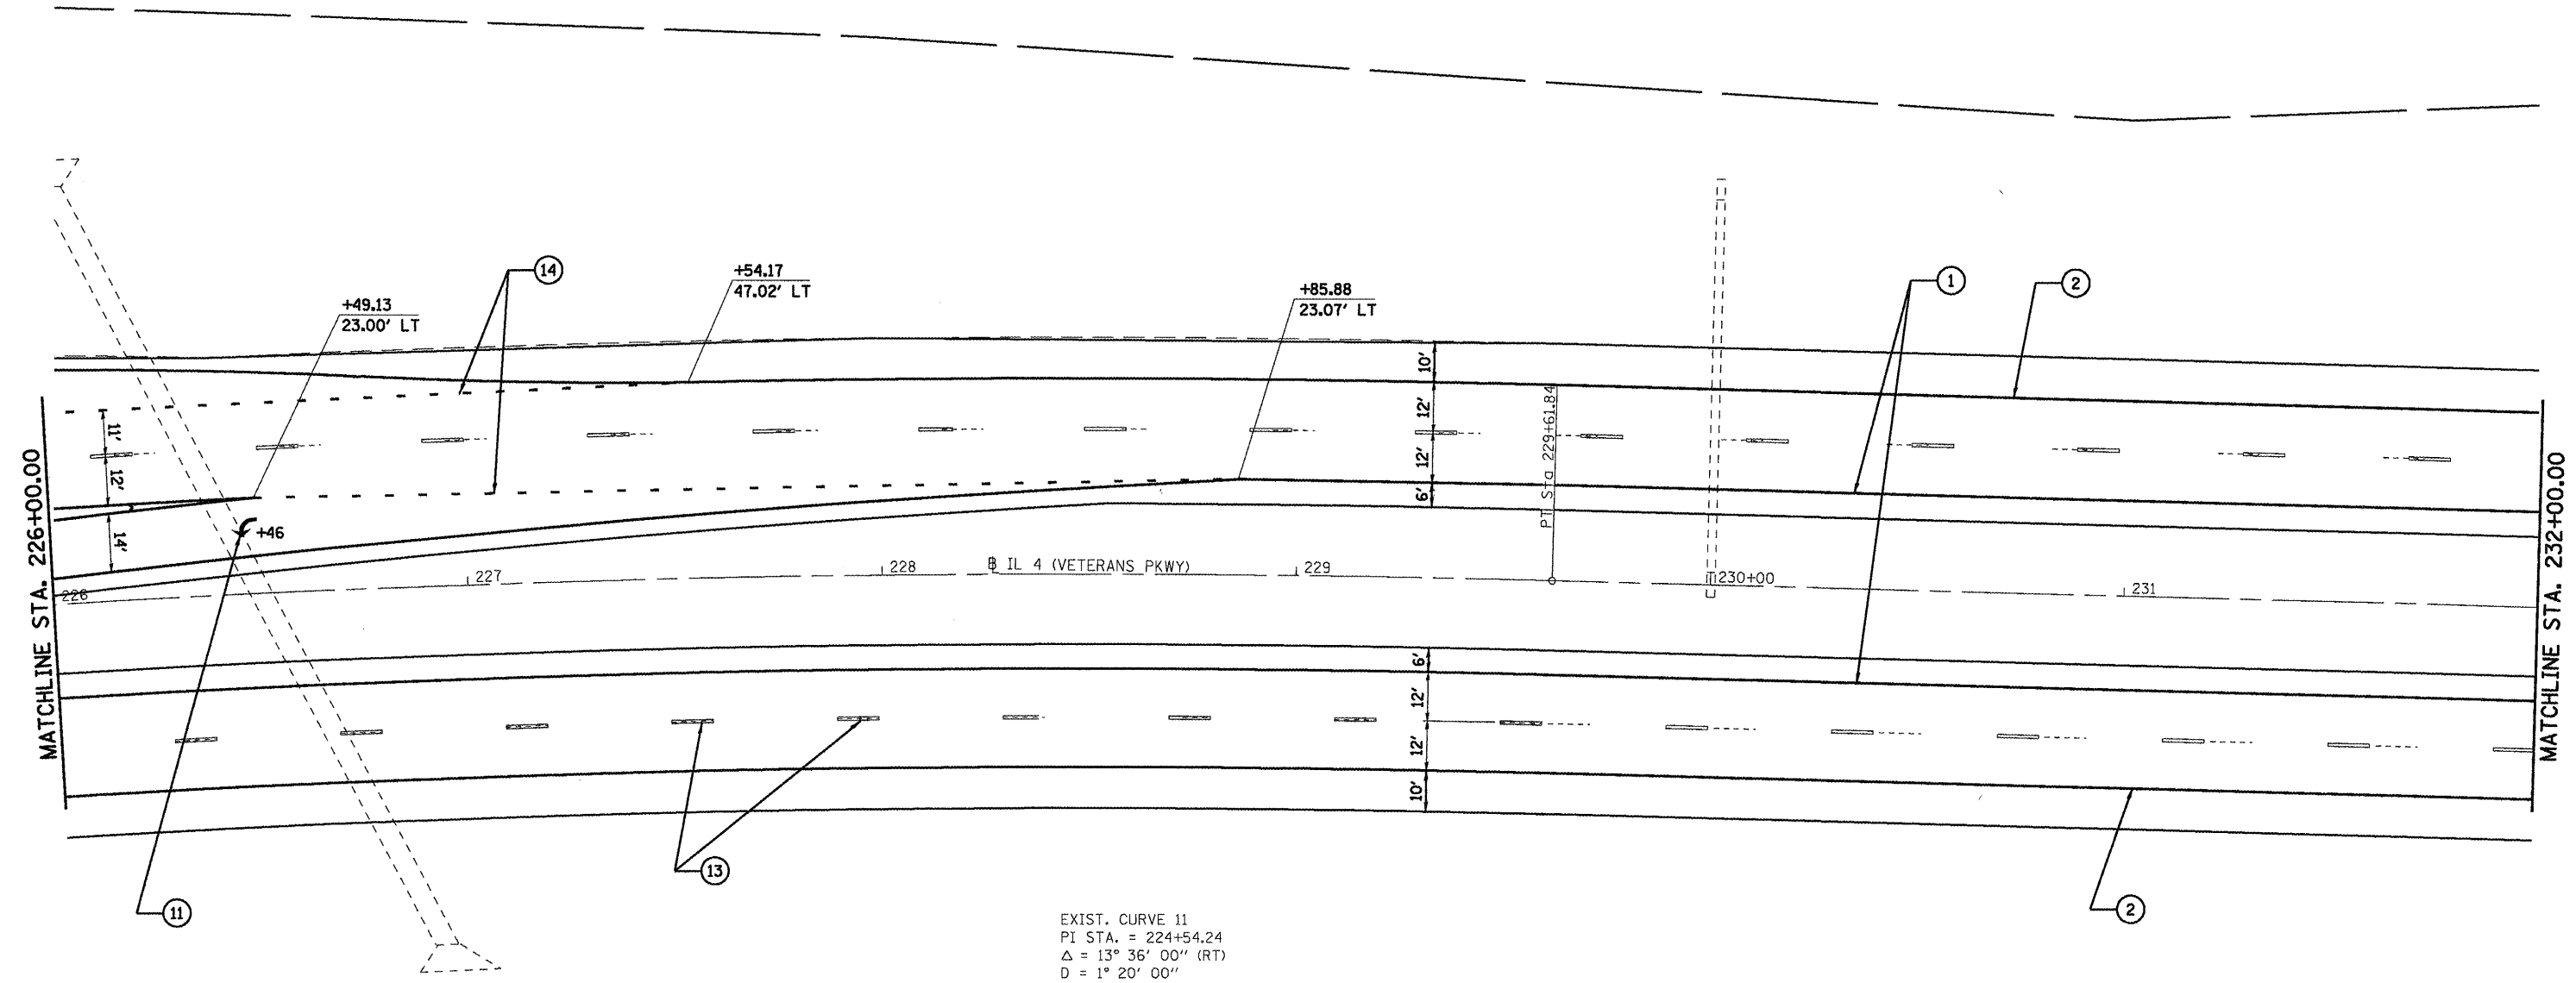 14
1
2
+49.13
23.00' LT
+54.17
47.02' LT
+85.88
23.07' LT
10'
12'
12'
6'
11'
12'
14'
+46
PT Sta 229+61.84
MATCHLINE STA. 226+00.00
MATCHLINE STA. 232+00.00
226
227
228
IL 4 (VETERANS PKWY)
229
230+00
231
6'
12'
12'
10'
13
11
2
EXIST. CURVE 11
PI STA. = 224+54.24
Δ = 13° 36' 00" (RT)
D = 1° 20' 00"